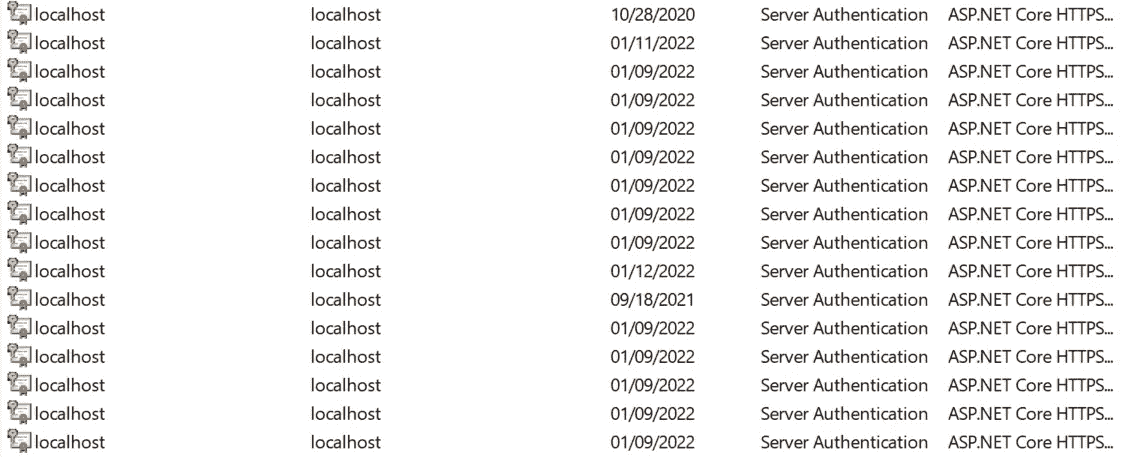 localhost localhost 10/28/2020 Server Authentication ASP.NET Core HTTPS...
localhost localhost 01/11/2022 Server Authentication ASP.NET Core HTTPS...
localhost localhost 01/09/2022 Server Authentication ASP.NET Core HTTPS...
localhost localhost 01/09/2022 Server Authentication ASP.NET Core HTTPS...
localhost localhost 01/09/2022 Server Authentication ASP.NET Core HTTPS...
localhost localhost 01/09/2022 Server Authentication ASP.NET Core HTTPS...
localhost localhost 01/09/2022 Server Authentication ASP.NET Core HTTPS...
localhost localhost 01/09/2022 Server Authentication ASP.NET Core HTTPS...
localhost localhost 01/09/2022 Server Authentication ASP.NET Core HTTPS...
localhost localhost 01/12/2022 Server Authentication ASP.NET Core HTTPS...
localhost localhost 09/18/2021 Server Authentication ASP.NET Core HTTPS...
localhost localhost 01/09/2022 Server Authentication ASP.NET Core HTTPS...
localhost localhost 01/09/2022 Server Authentication ASP.NET Core HTTPS...
localhost localhost 01/09/2022 Server Authentication ASP.NET Core HTTPS...
localhost localhost 01/09/2022 Server Authentication ASP.NET Core HTTPS...
localhost localhost 01/09/2022 Server Authentication ASP.NET Core HTTPS...